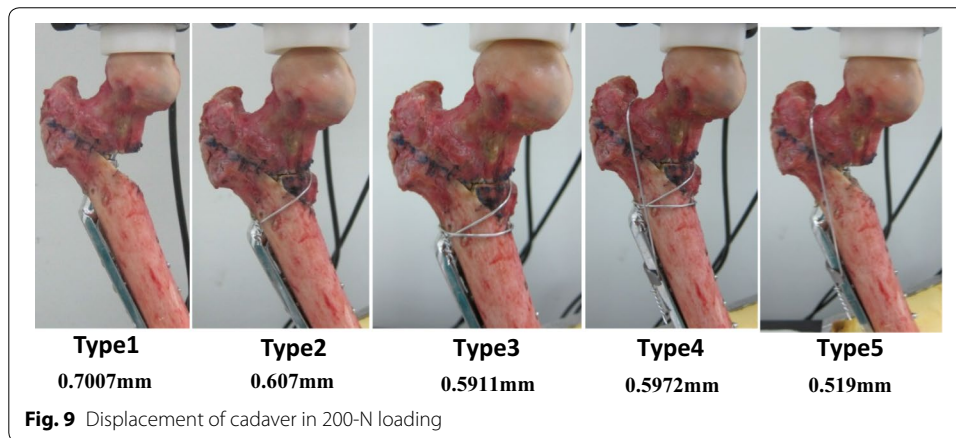 Type1 Type2 Type3 Type4 Type5
0.7007mm 0.607mm 0.5911mm 0.5972mm 0.519mm
Fig. 9 Displacement of cadaver in 200-N loading